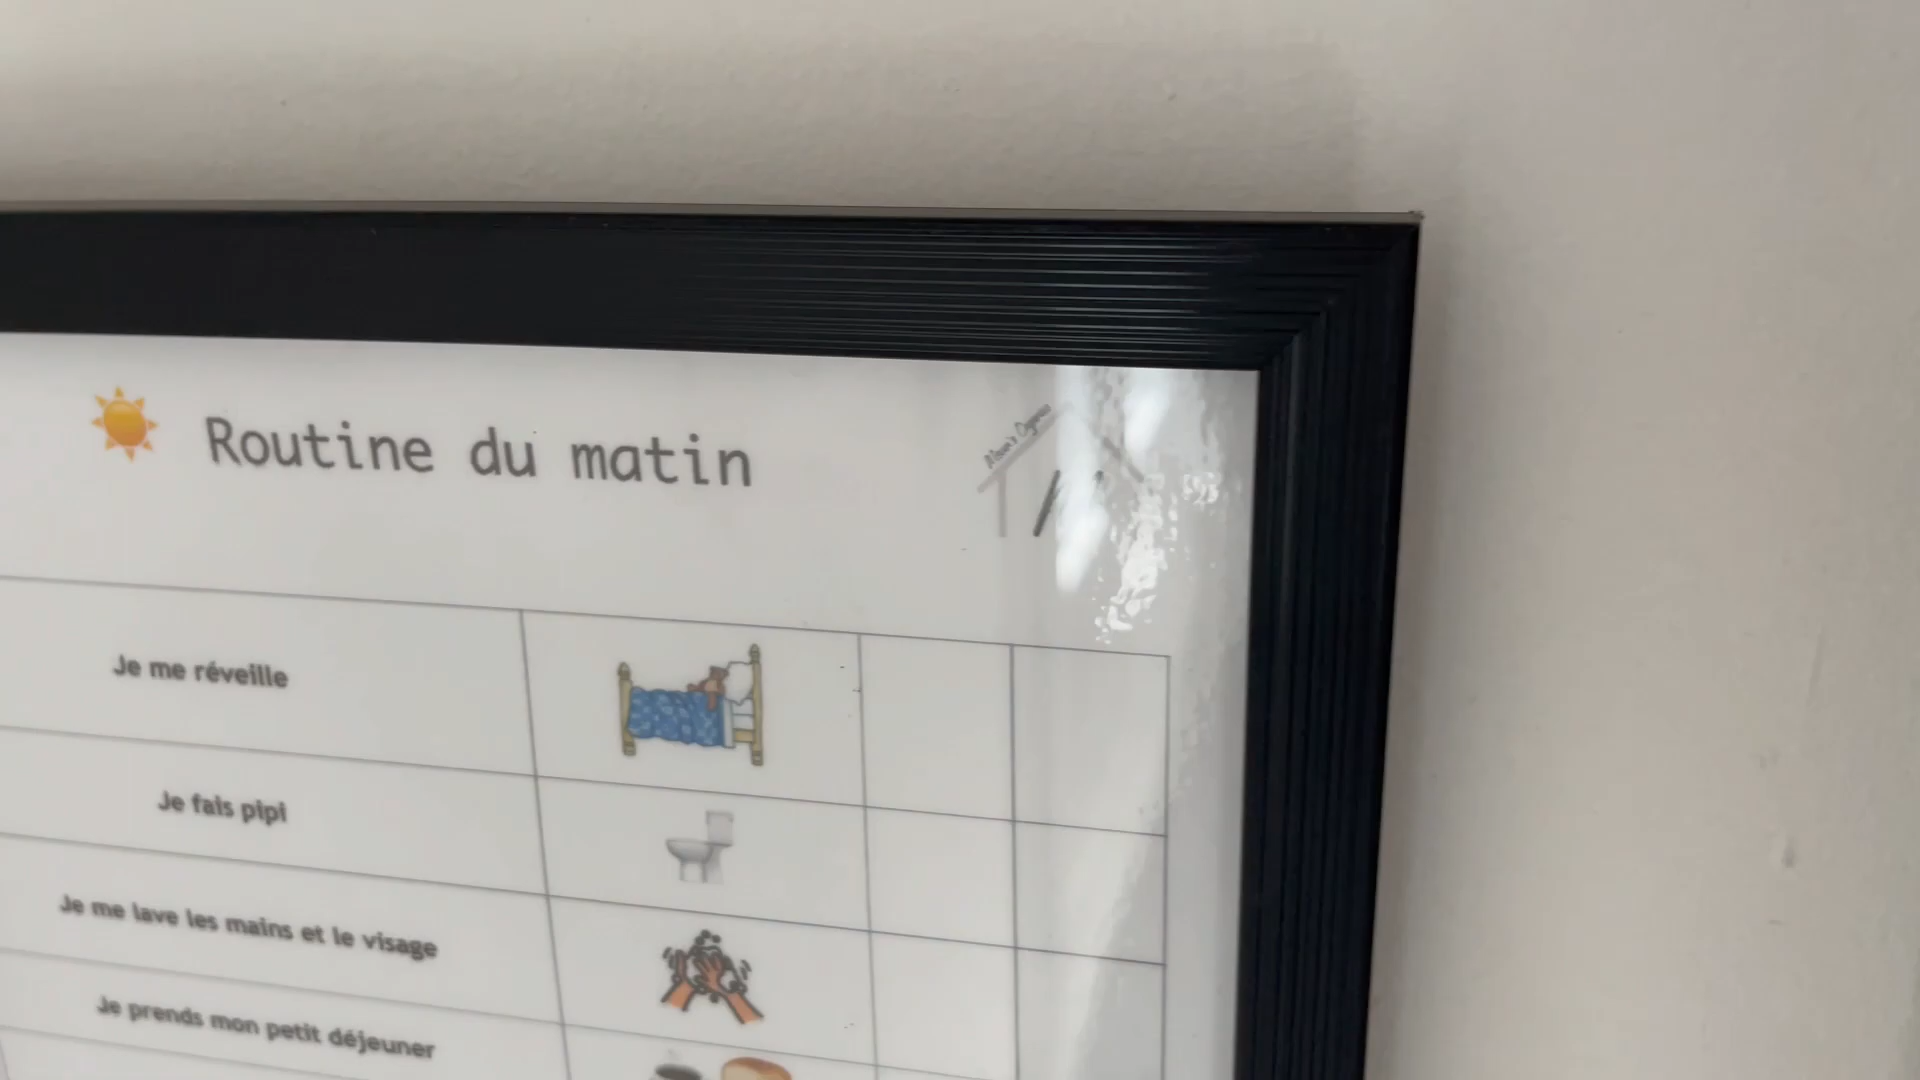 Routine du matin
Je me réveille
Je fais pipi
Je me lave les mains et le visage
Je prends mon petit déjeuner